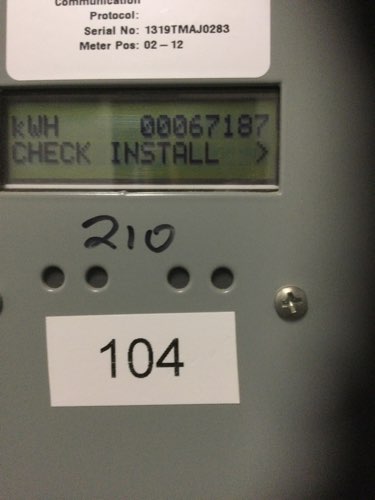 Communication
Protocol:
Serial No: 1319TMAJ0283
Meter Pos: 02 – 12
kWH 00067187
CHECK INSTALL >
210
104